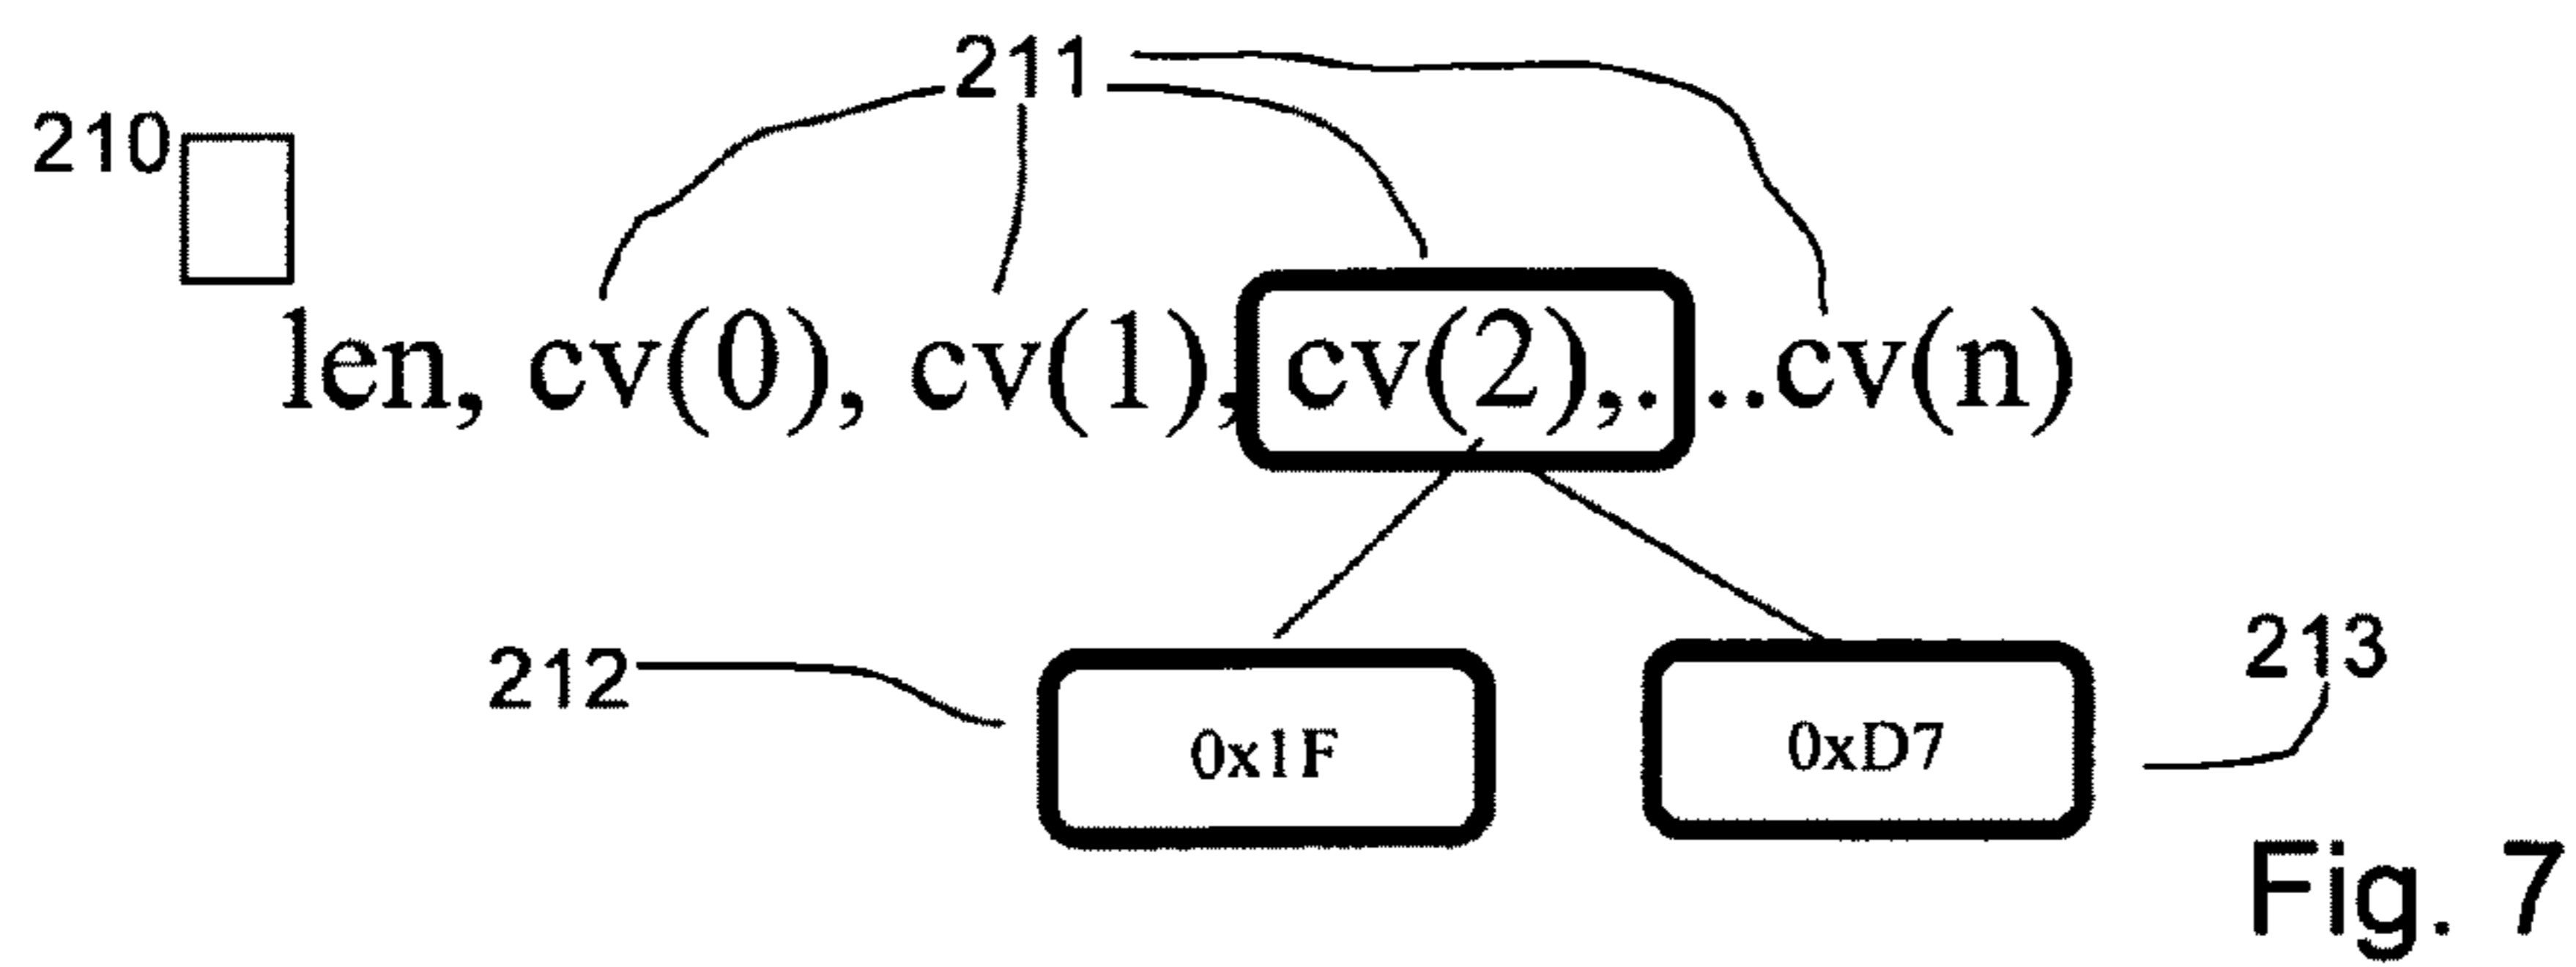 211
210
len, cv(0), cv(1), cv(2),. ..cv(n)
212
213
0x1F
0xD7
Fig. 7